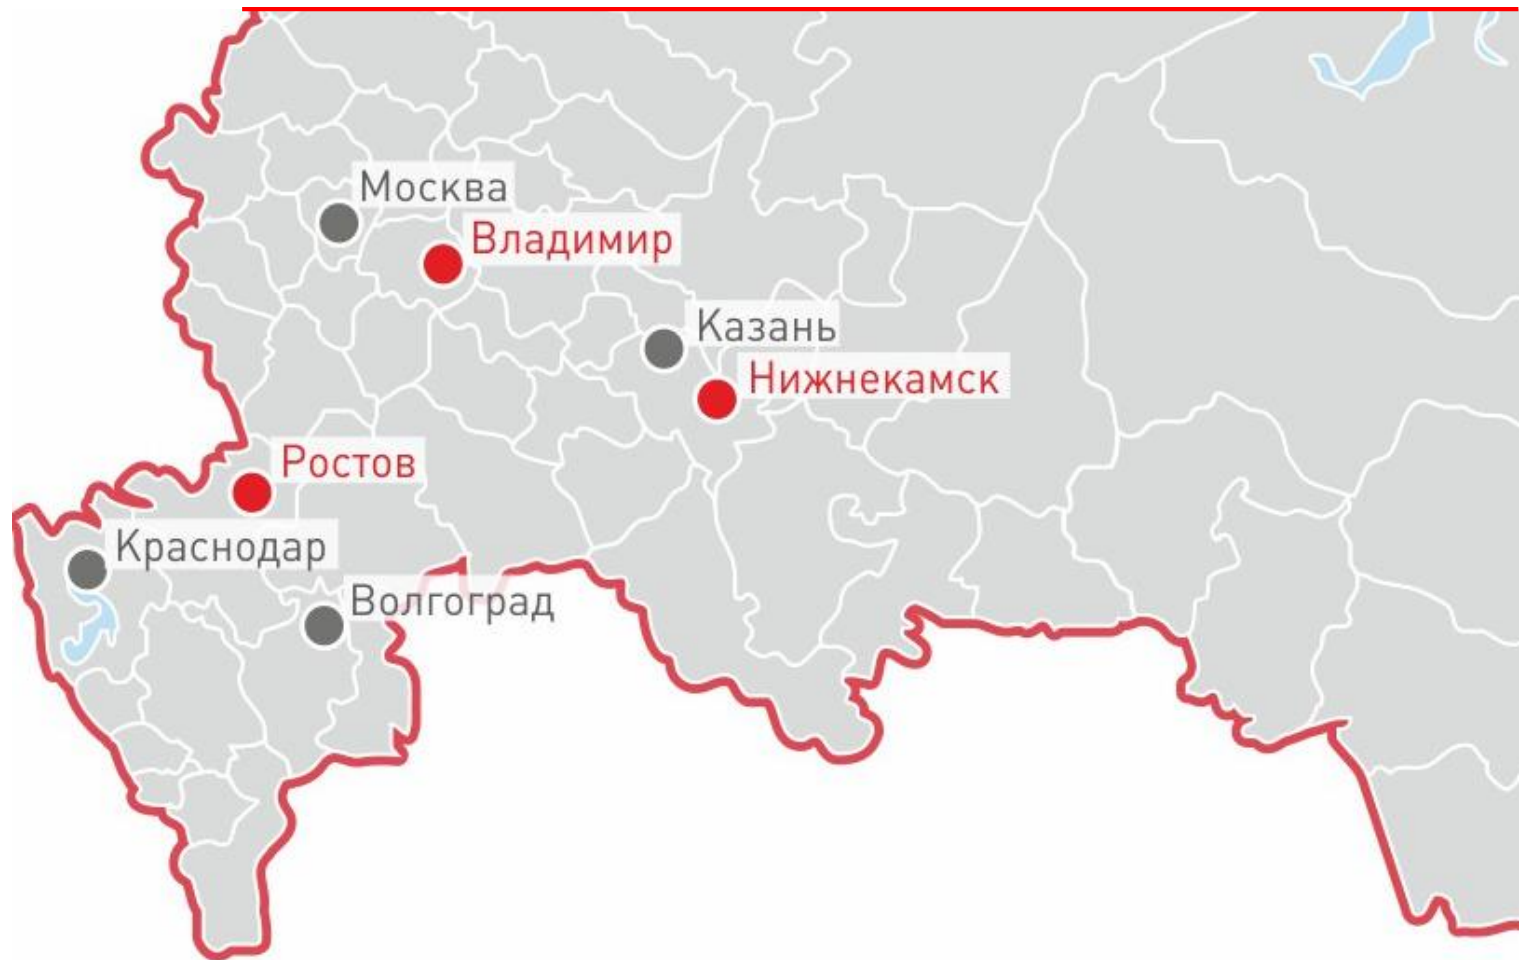 Москва
Владимир
Казань
Нижнекамск
Ростов
Краснодар
Волгоград